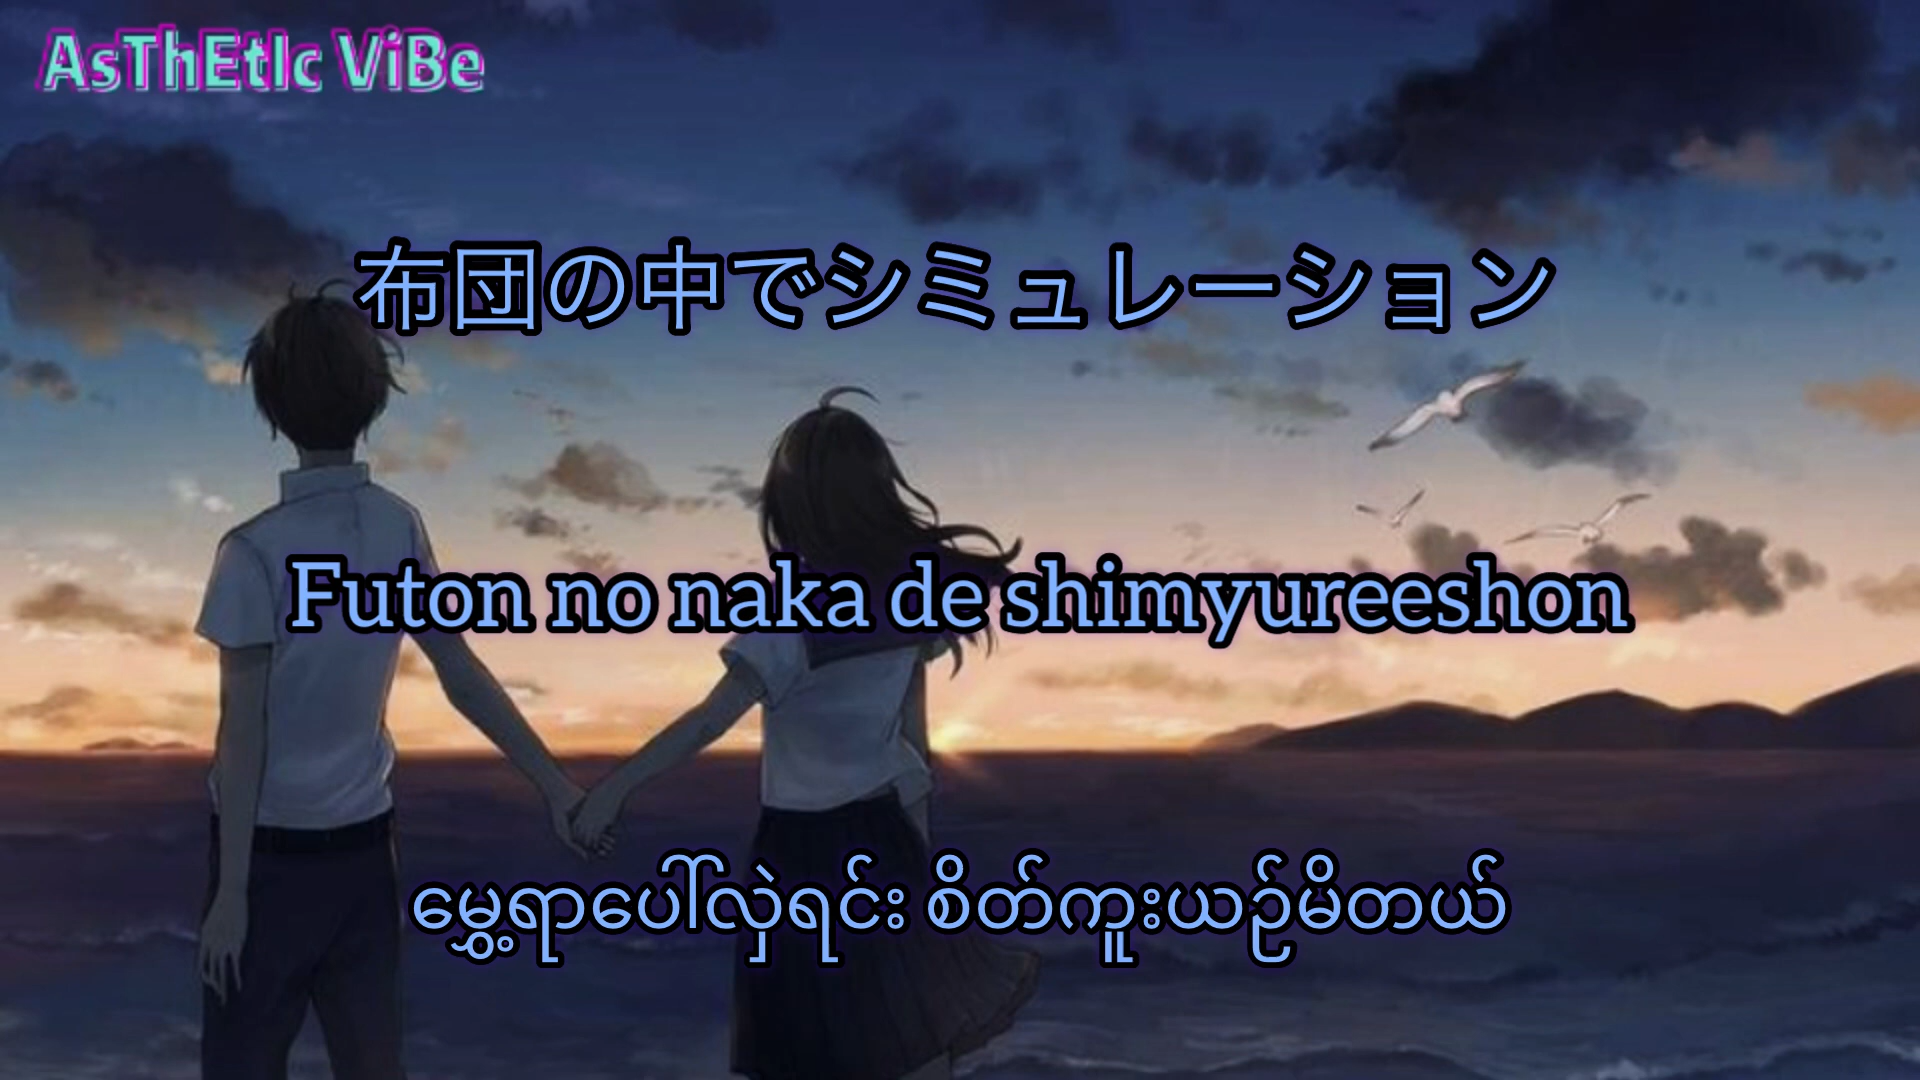 AsThEtIc ViBe
布団の中でシミュレーション
Futon no naka de shimyureeshon
မွှေ့ရာပေါ်လှဲရင်း စိတ်ကူးယဉ်မိတယ်